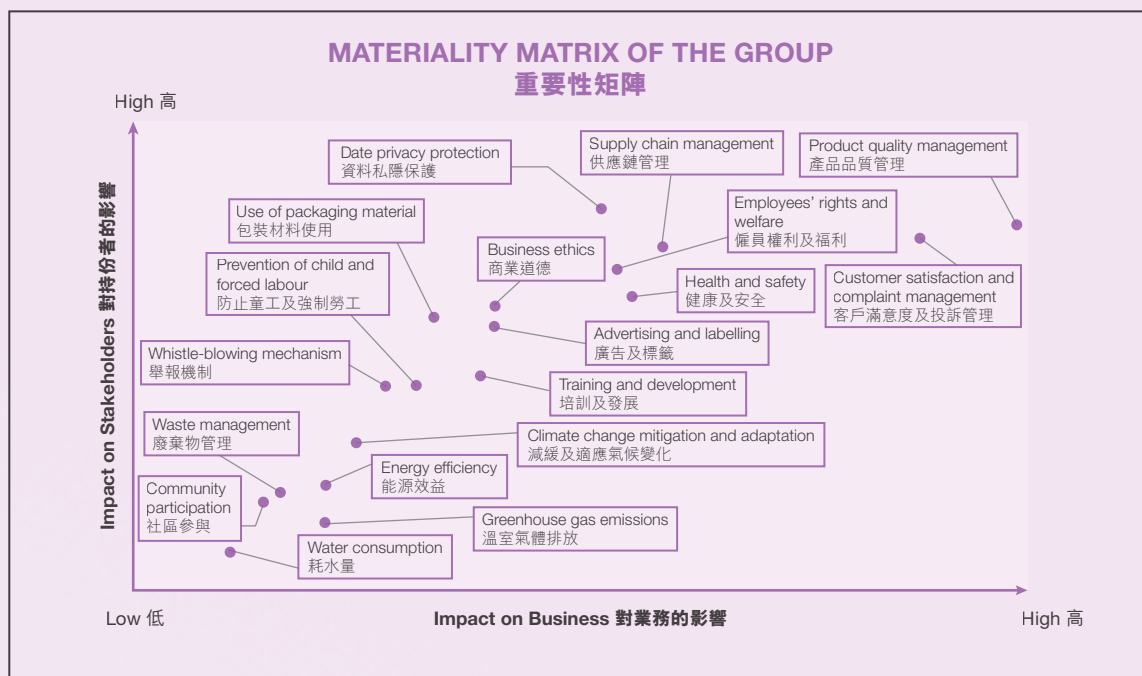 MATERIALITY MATRIX OF THE GROUP
重要性矩陣
High 高
Impact on Stakeholders 對持份者的影響
Date privacy protection
資料私隱保護
Supply chain management
供應鏈管理
Product quality management
產品品質管理
Use of packaging material
包裝材料使用
Employees' rights and
welfare
僱員權利及福利
Business ethics
商業道德
Prevention of child and
forced labour
防止童工及強制勞工
Health and safety
健康及安全
Customer satisfaction and
complaint management
客戶滿意度及投訴管理
Advertising and labelling
廣告及標籤
Whistle-blowing mechanism
舉報機制
Training and development
培訓及發展
Waste management
廢棄物管理
Climate change mitigation and adaptation
減緩及適應氣候變化
Energy efficiency
能源效益
Community
participation
社區參與
Greenhouse gas emissions
溫室氣體排放
Water consumption
耗水量
Low 低
Impact on Business 對業務的影響
High 高